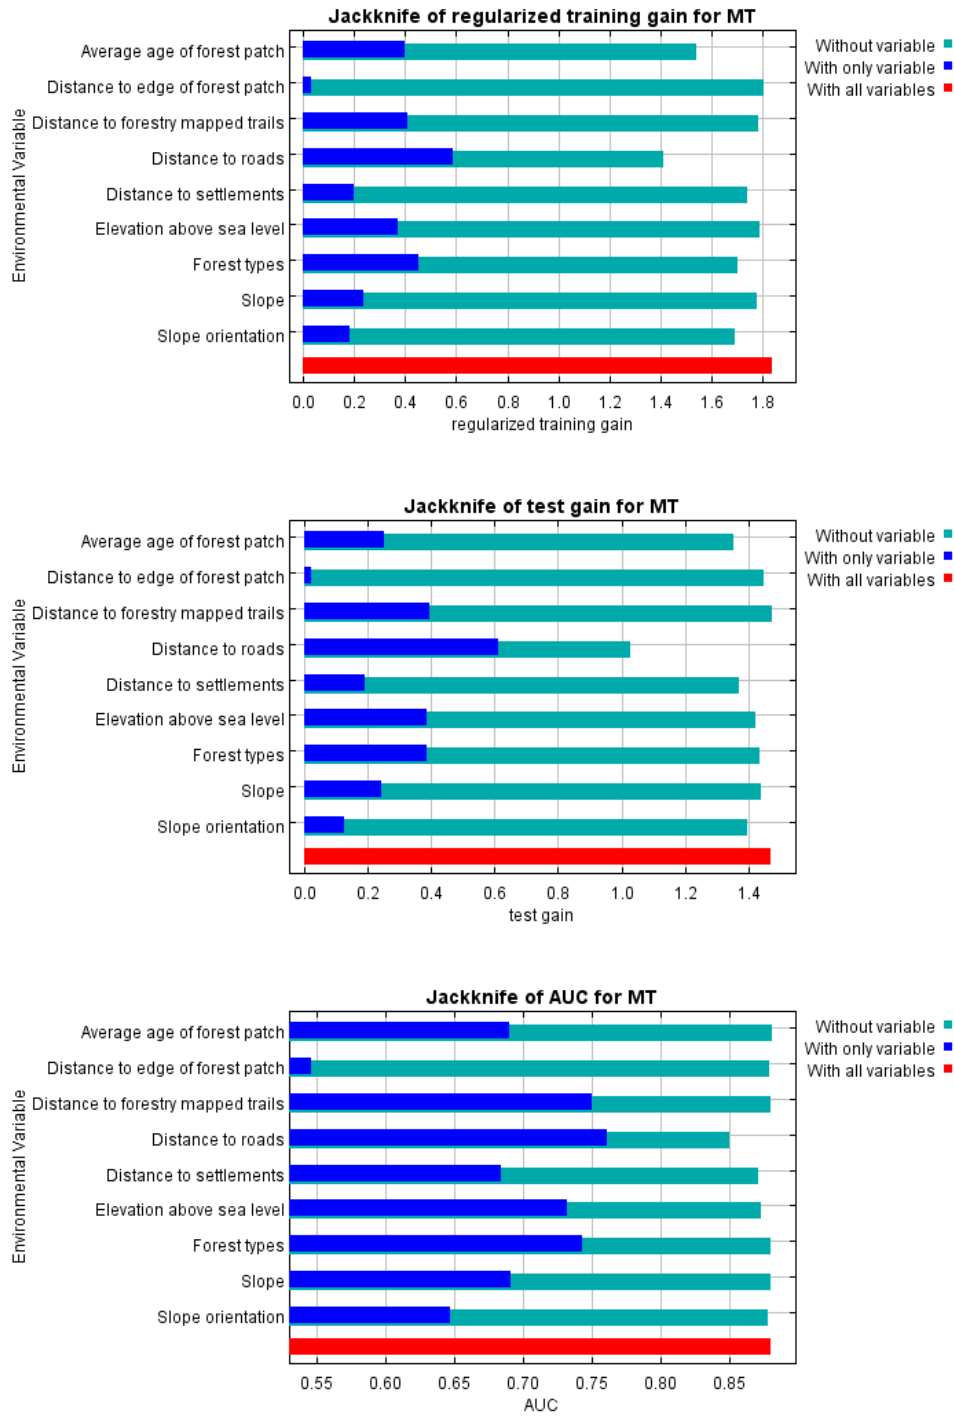 Jackknife of regularized training gain for MT
Environmental Variable
Average age of forest patch
Distance to edge of forest patch
Distance to forestry mapped trails
Distance to roads
Distance to settlements
Elevation above sea level
Forest types
Slope
Slope orientation
Without variable
With only variable
With all variables
0.0 0.2 0.4 0.6 0.8 1.0 1.2 1.4 1.6 1.8
regularized training gain
Jackknife of test gain for MT
Environmental Variable
Average age of forest patch
Distance to edge of forest patch
Distance to forestry mapped trails
Distance to roads
Distance to settlements
Elevation above sea level
Forest types
Slope
Slope orientation
Without variable
With only variable
With all variables
0.0 0.2 0.4 0.6 0.8 1.0 1.2 1.4
test gain
Jackknife of AUC for MT
Environmental Variable
Average age of forest patch
Distance to edge of forest patch
Distance to forestry mapped trails
Distance to roads
Distance to settlements
Elevation above sea level
Forest types
Slope
Slope orientation
Without variable
With only variable
With all variables
0.55 0.60 0.65 0.70 0.75 0.80 0.85
AUC